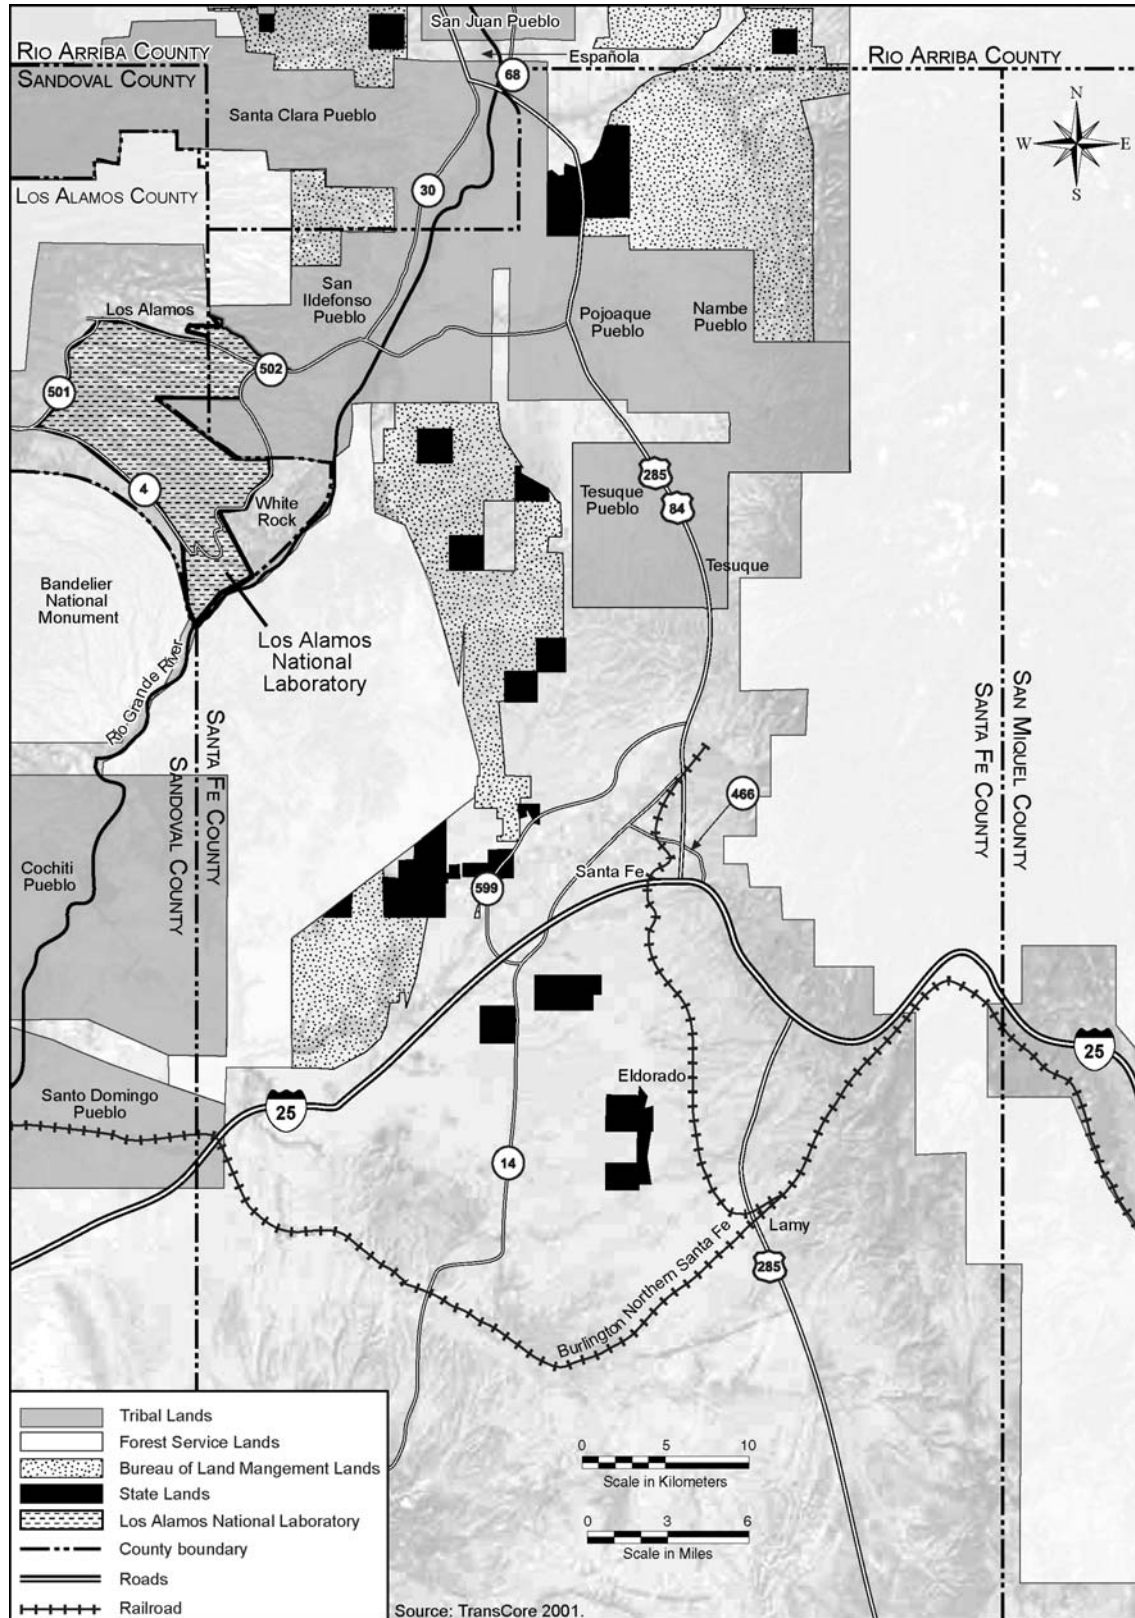 San Juan Pueblo
RIO ARRIBA COUNTY
SANDOVAL COUNTY
Española
68
RIO ARRIBA COUNTY
Santa Clara Pueblo
N
W
E
S
30
LOS ALAMOS COUNTY
San
Ildefonso
Pueblo
Los Alamos
Pojoaque
Pueblo
Nambe
Pueblo
502
501
4
White
Rock
285
84
Tesuque
Pueblo
Tesuque
Bandelier
National
Monument
Los Alamos
National
Laboratory
Rio Grande River
SANTA FE COUNTY
SANDOVAL COUNTY
SAN MIQUEL COUNTY
SANTA FE COUNTY
466
Cochiti
Pueblo
Santa Fe
599
25
Eldorado
Santo Domingo
Pueblo
25
14
Lamy
Burlington Northern Santa Fe
285
Tribal Lands
Forest Service Lands
Bureau of Land Mangement Lands
State Lands
Los Alamos National Laboratory
County boundary
Roads
Railroad
0 5 10
Scale in Kilometers
0 3 6
Scale in Miles
Source: TransCore 2001.